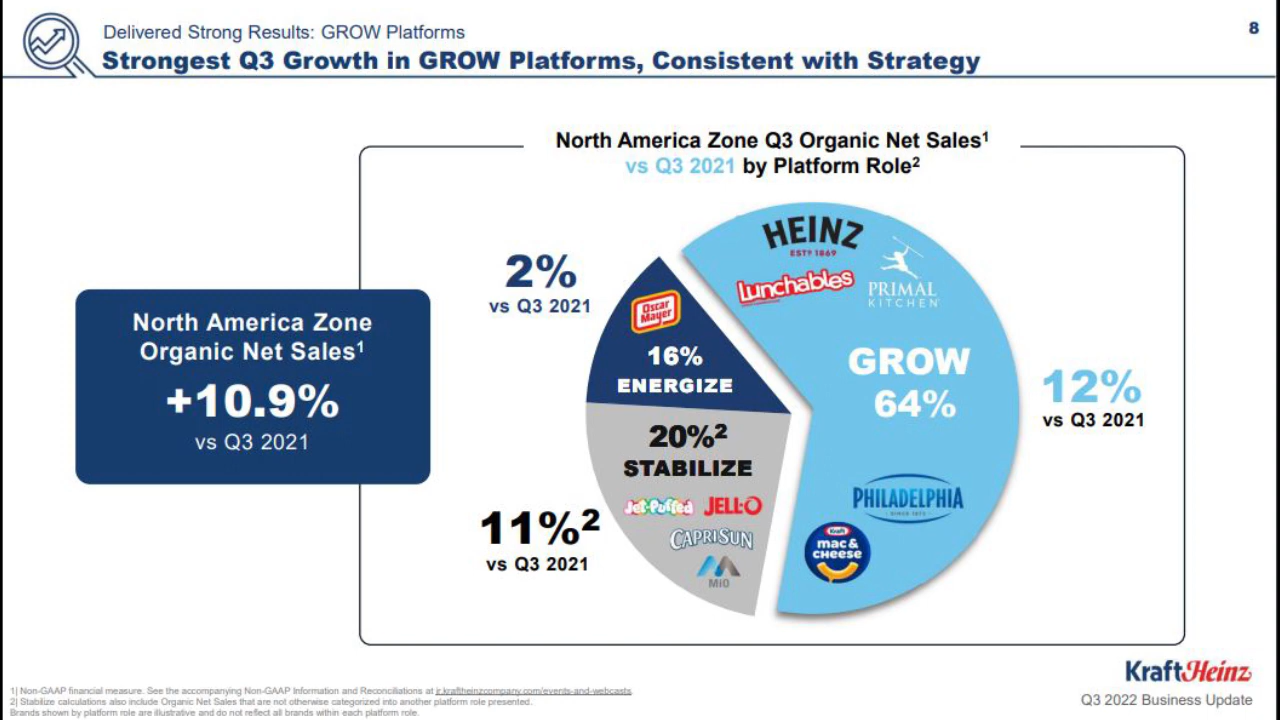 Delivered Strong Results: GROW Platforms
8
Strongest Q3 Growth in GROW Platforms, Consistent with Strategy
North America Zone Q3 Organic Net Sales¹
vs Q3 2021 by Platform Role²
North America Zone
Organic Net Sales¹
+10.9%
vs Q3 2021
2%
vs Q3 2021
Oscar
Mayer
16%
ENERGIZE
HEINZ
ESTD 1869
Lunchables
PRIMAL
KITCHEN
GROW
64%
12%
vs Q3 2021
20%²
STABILIZE
Jet-Puffed
JELL-O
CAPRI SUN
MiO
11%²
vs Q3 2021
PHILADELPHIA
SINCE 1872
Kraft
mac &
cheese
Kraft Heinz
Q3 2022 Business Update
1| Non-GAAP financial measure. See the accompanying Non-GAAP Information and Reconciliations at ir.kraftheinzcompany.com/events-and-webcasts.
2| Stabilize calculations also include Organic Net Sales that are not otherwise categorized into another platform role presented.
Brands shown by platform role are illustrative and do not reflect all brands within each platform role.